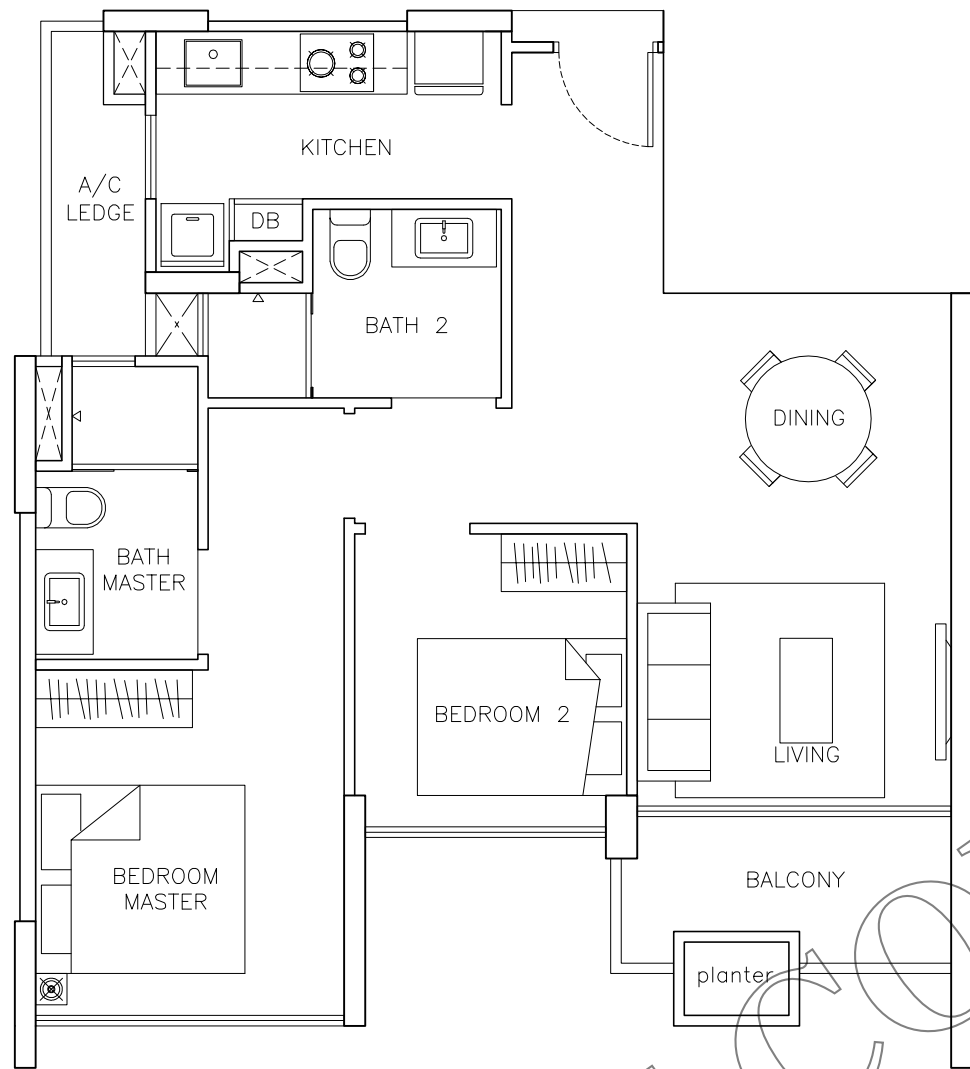 KITCHEN
A/C
LEDGE
DB
BATH 2
DINING
BATH
MASTER
BEDROOM 2
LIVING
BEDROOM
MASTER
BALCONY
planter